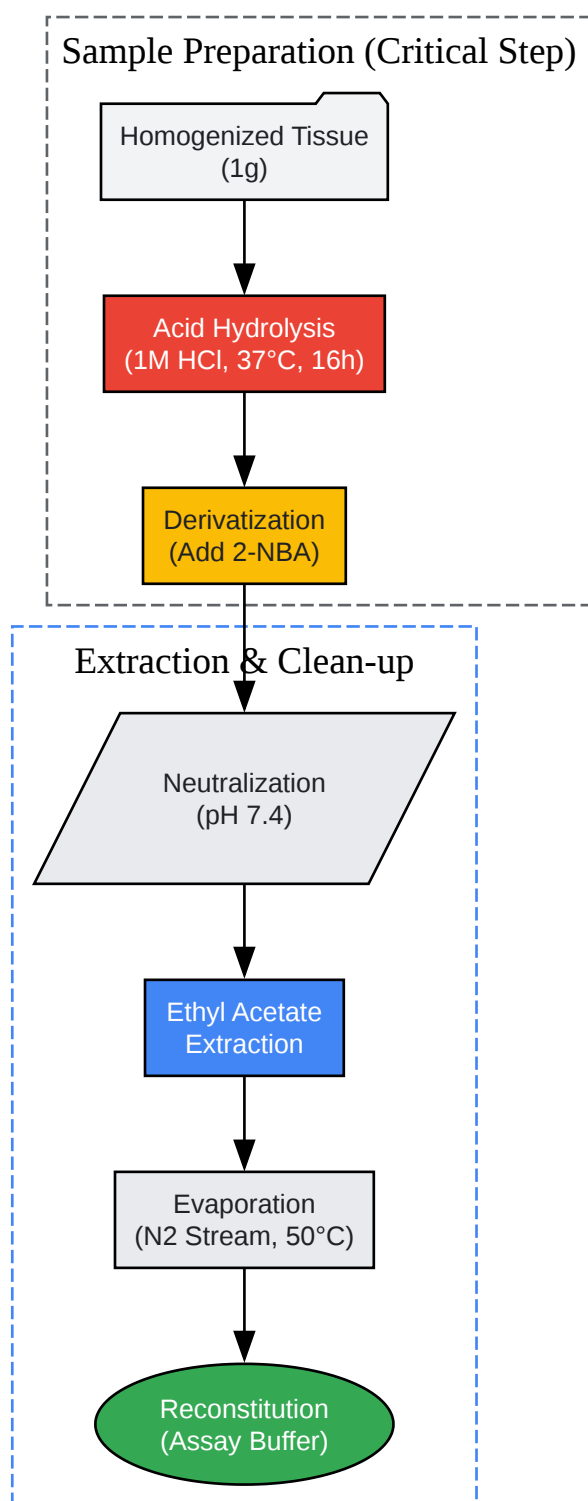 Sample Preparation (Critical Step)
Homogenized Tissue
(1g)
Acid Hydrolysis
(1M HCl, 37°C, 16h)
Derivatization
(Add 2-NBA)
Extraction & Clean-up
Neutralization
(pH 7.4)
Ethyl Acetate
Extraction
Evaporation
(N2 Stream, 50°C)
Reconstitution
(Assay Buffer)